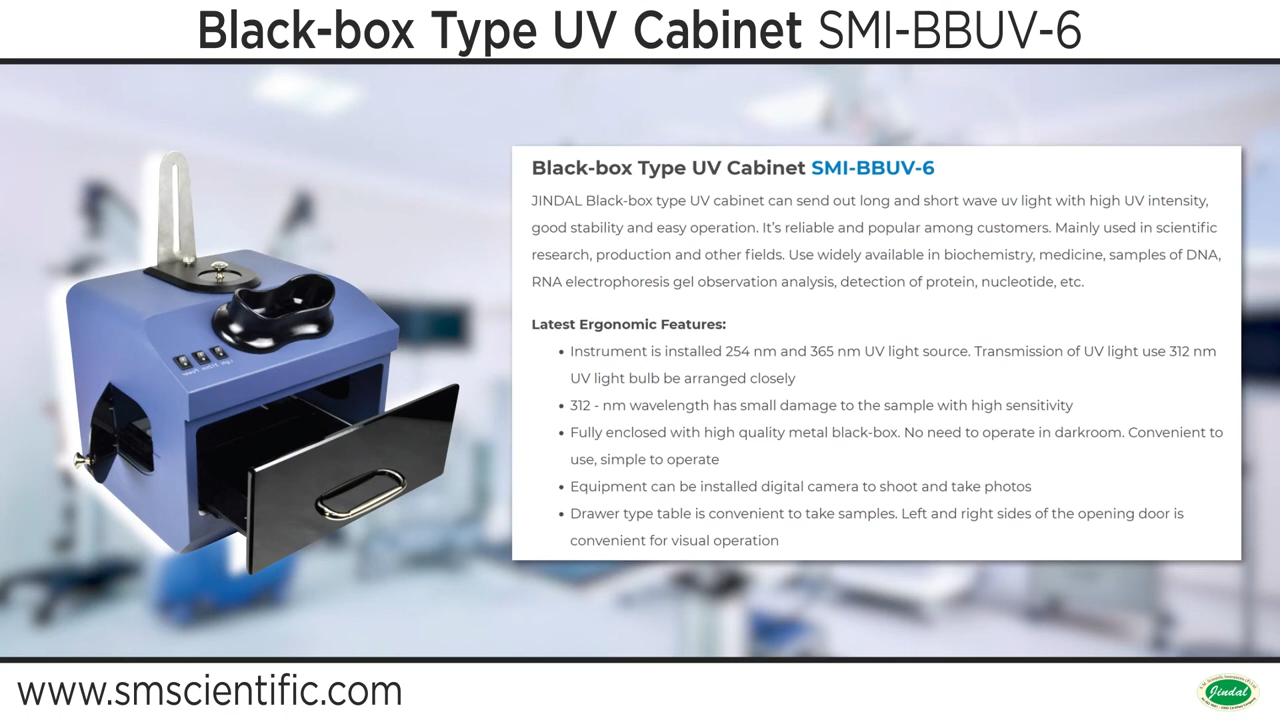 Black-box Type UV Cabinet SMI-BBUV-6
Black-box Type UV Cabinet SMI-BBUV-6
JINDAL Black-box type UV cabinet can send out long and short wave uv light with high UV intensity,
good stability and easy operation. It’s reliable and popular among customers. Mainly used in scientific
research, production and other fields. Use widely available in biochemistry, medicine, samples of DNA,
RNA electrophoresis gel observation analysis, detection of protein, nucleotide, etc.
Latest Ergonomic Features:
• Instrument is installed 254 nm and 365 nm UV light source. Transmission of UV light use 312 nm
UV light bulb be arranged closely
• 312 - nm wavelength has small damage to the sample with high sensitivity
• Fully enclosed with high quality metal black-box. No need to operate in darkroom. Convenient to
use, simple to operate
• Equipment can be installed digital camera to shoot and take photos
• Drawer type table is convenient to take samples. Left and right sides of the opening door is
convenient for visual operation
www.smscientific.com
Jindal